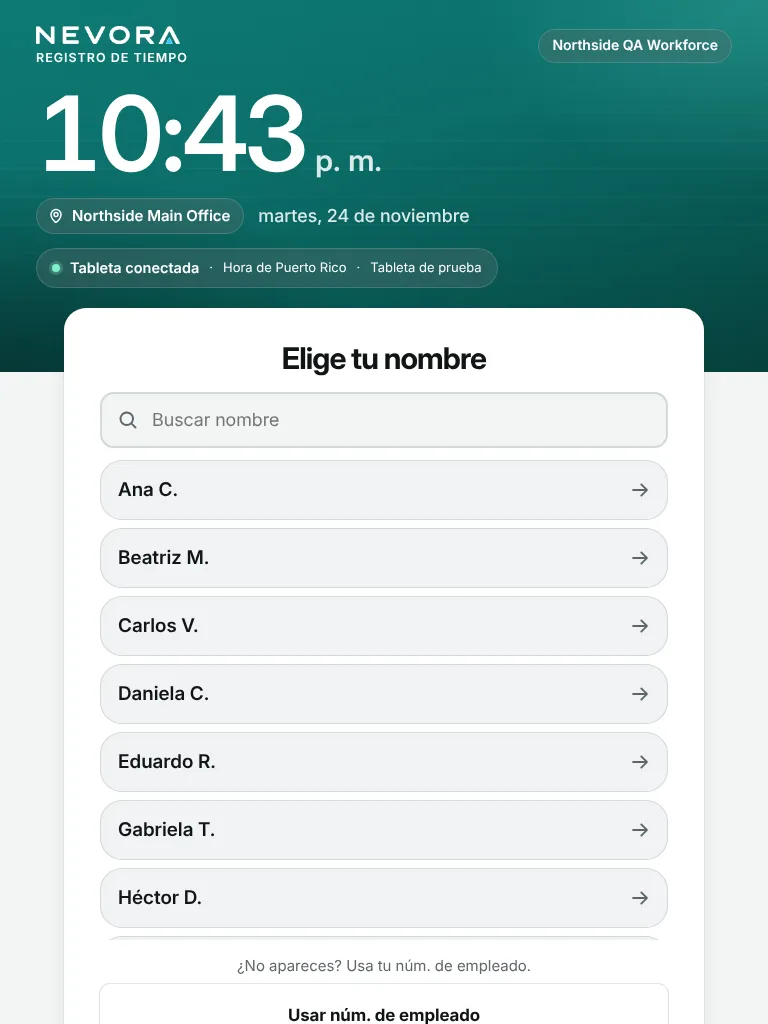 NEVORA
REGISTRO DE TIEMPO
Northside QA Workforce
10:43 p. m.
Northside Main Office
martes, 24 de noviembre
Tableta conectada · Hora de Puerto Rico · Tableta de prueba
Elige tu nombre
Buscar nombre
Ana C.
Beatriz M.
Carlos V.
Daniela C.
Eduardo R.
Gabriela T.
Héctor D.
¿No apareces? Usa tu núm. de empleado.
Usar núm. de empleado